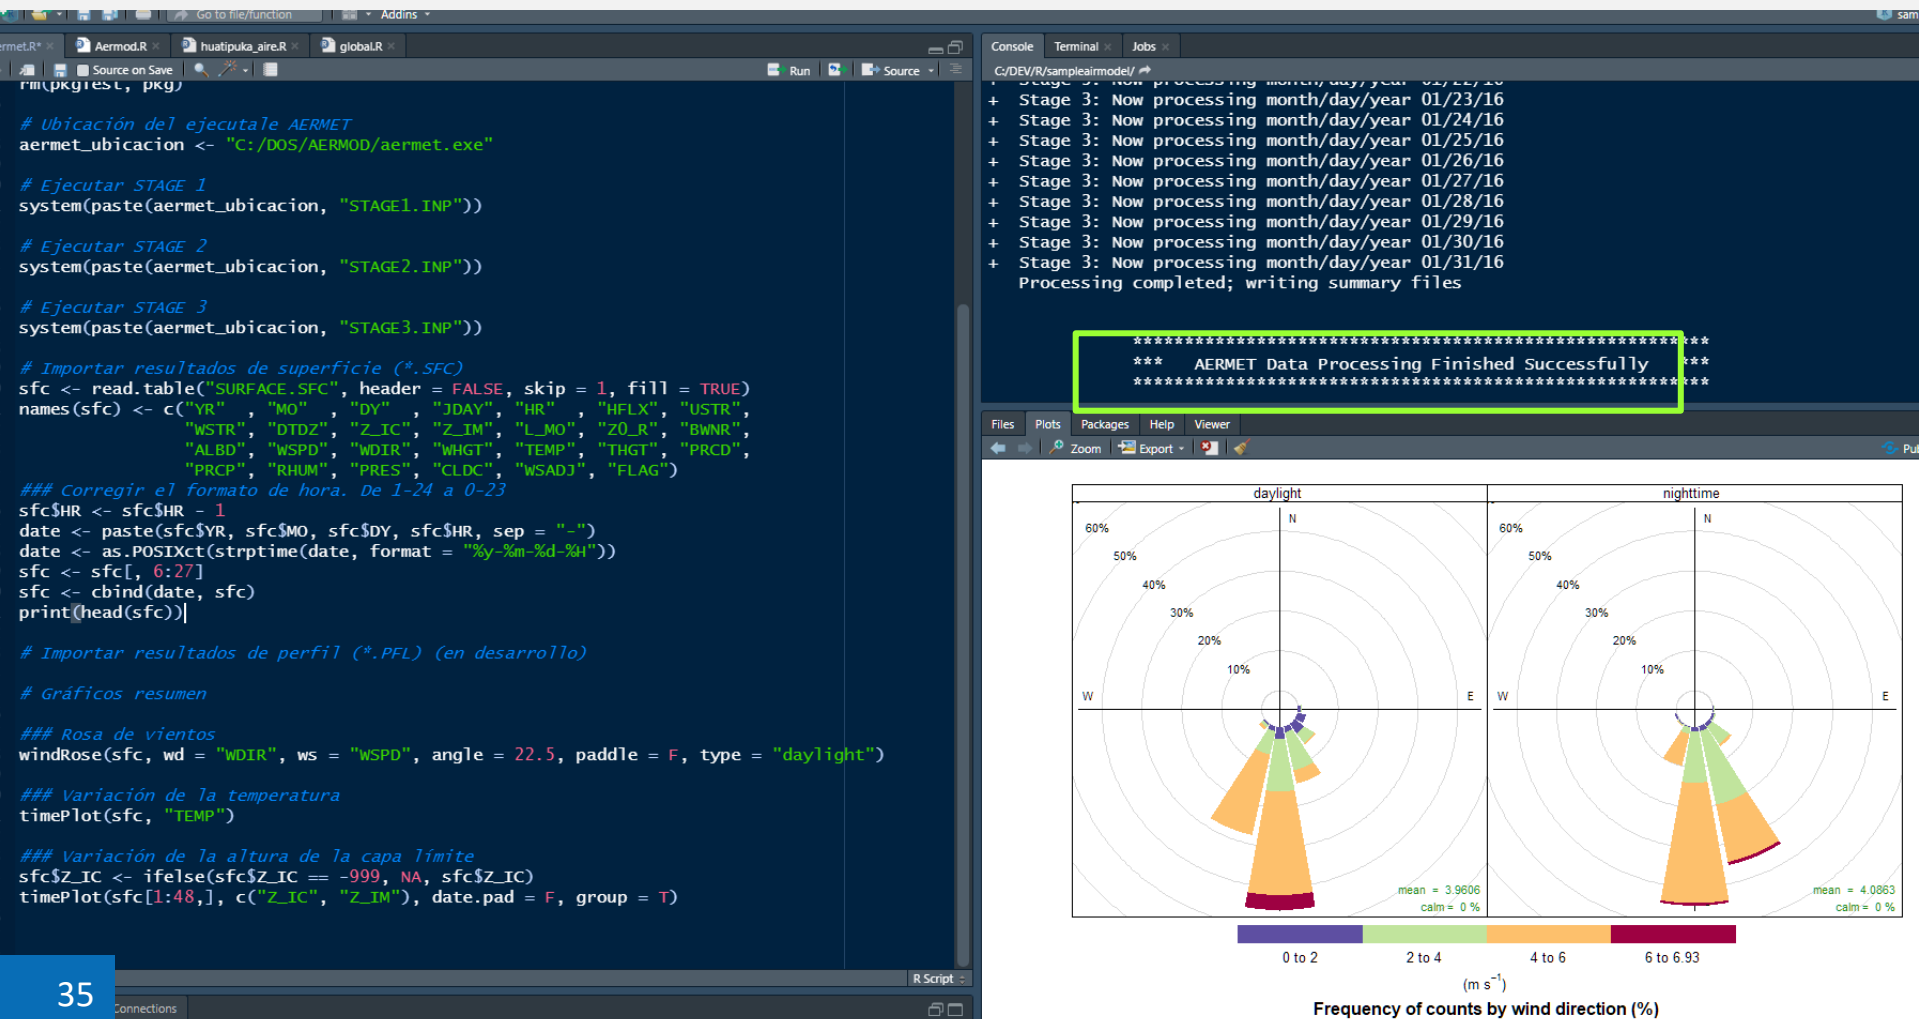 Go to file/function
Addins
sam
ermet.R*
Aermod.R
huatipuka_aire.R
global.R
Source on Save
Run
Source
rm(pkgTest, pkg)
# Ubicación del ejecutale AERMET
aermet_ubicacion <- "C:/DOS/AERMOD/aermet.exe"
# Ejecutar STAGE 1
system(paste(aermet_ubicacion, "STAGE1.INP"))
# Ejecutar STAGE 2
system(paste(aermet_ubicacion, "STAGE2.INP"))
# Ejecutar STAGE 3
system(paste(aermet_ubicacion, "STAGE3.INP"))
# Importar resultados de superficie (*.SFC)
sfc <- read.table("SURFACE.SFC", header = FALSE, skip = 1, fill = TRUE)
names(sfc) <- c("YR" , "MO" , "DY" , "JDAY", "HR" , "HFLX", "USTR",
"WSTR", "DTDZ", "Z_IC", "Z_IM", "L_MO", "Z0_R", "BWNR",
"ALBD", "WSPD", "WDIR", "WHGT", "TEMP", "THGT", "PRCD",
"PRCP", "RHUM", "PRES", "CLDC", "WSADJ", "FLAG")
### Corregir el formato de hora. De 1-24 a 0-23
sfc$HR <- sfc$HR - 1
date <- paste(sfc$YR, sfc$MO, sfc$DY, sfc$HR, sep = "-")
date <- as.POSIXct(strptime(date, format = "%y-%m-%d-%H"))
sfc <- sfc[, 6:27]
sfc <- cbind(date, sfc)
print(head(sfc))
# Importar resultados de perfil (*.PFL) (en desarrollo)
# Gráficos resumen
### Rosa de vientos
windRose(sfc, wd = "WDIR", ws = "WSPD", angle = 22.5, paddle = F, type = "daylight")
### Variación de la temperatura
timePlot(sfc, "TEMP")
### Variación de la altura de la capa límite
sfc$Z_IC <- ifelse(sfc$Z_IC == -999, NA, sfc$Z_IC)
timePlot(sfc[1:48,], c("Z_IC", "Z_IM"), date.pad = F, group = T)
R Script
35
Connections
Console
Terminal
Jobs
C:/DEV/R/sampleairmodel/
+ Stage 3: Now processing month/day/year 01/22/16
+ Stage 3: Now processing month/day/year 01/23/16
+ Stage 3: Now processing month/day/year 01/24/16
+ Stage 3: Now processing month/day/year 01/25/16
+ Stage 3: Now processing month/day/year 01/26/16
+ Stage 3: Now processing month/day/year 01/27/16
+ Stage 3: Now processing month/day/year 01/28/16
+ Stage 3: Now processing month/day/year 01/29/16
+ Stage 3: Now processing month/day/year 01/30/16
+ Stage 3: Now processing month/day/year 01/31/16
Processing completed; writing summary files
********************************************************
*** AERMET Data Processing Finished Successfully ***
********************************************************
Files
Plots
Packages
Help
Viewer
Zoom
Export
Pub
daylight
nighttime
N
60%
50%
40%
30%
20%
10%
W
E
mean = 3.9606
calm = 0 %
N
60%
50%
40%
30%
20%
10%
W
E
mean = 4.0863
calm = 0 %
0 to 2
2 to 4
4 to 6
6 to 6.93
(m s⁻¹)
Frequency of counts by wind direction (%)